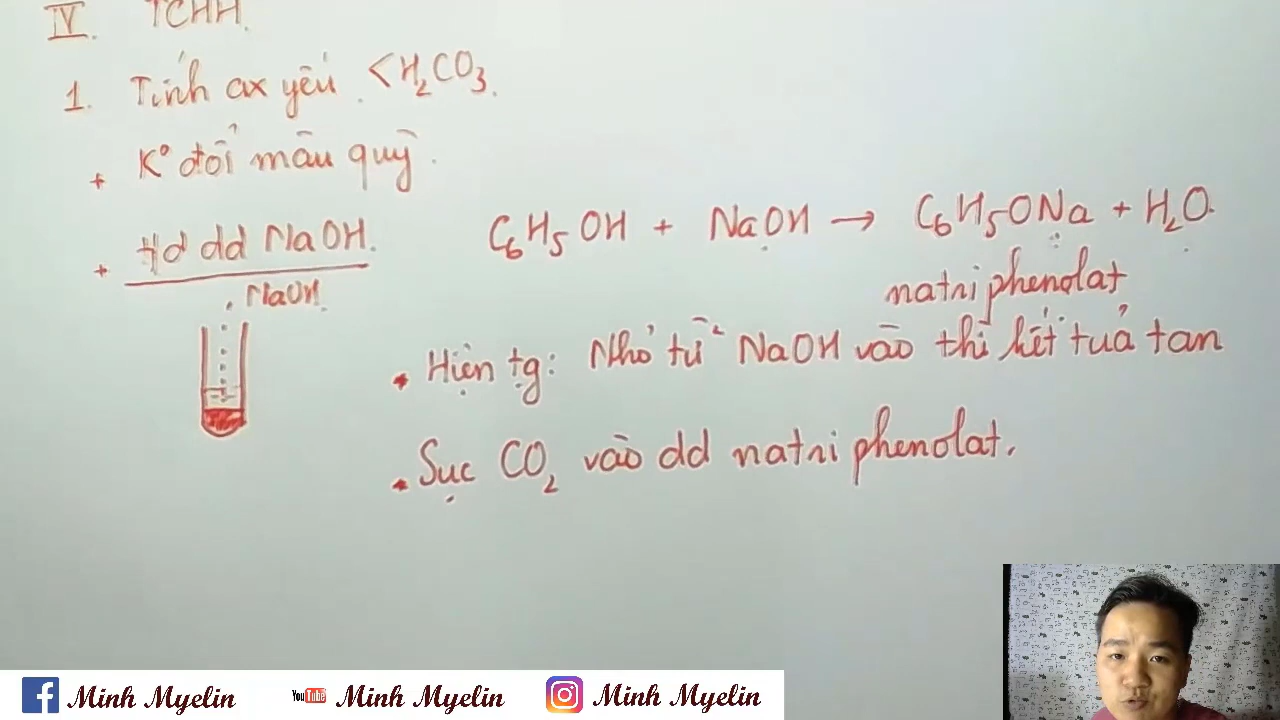 IV. TCHH.
1. Tính ax yếu < H₂CO₃.
+ K° đổi màu quỳ.
+ td dd NaOH. C₆H₅OH + NaOH → C₆H₅ONa + H₂O.
natri phenolat
NaOH.
• Hiện tg: Nhỏ từ² NaOH vào thì kết tủa tan
• Sục CO₂ vào dd natri phenolat.
Minh Myelin YouTube Minh Myelin Minh Myelin